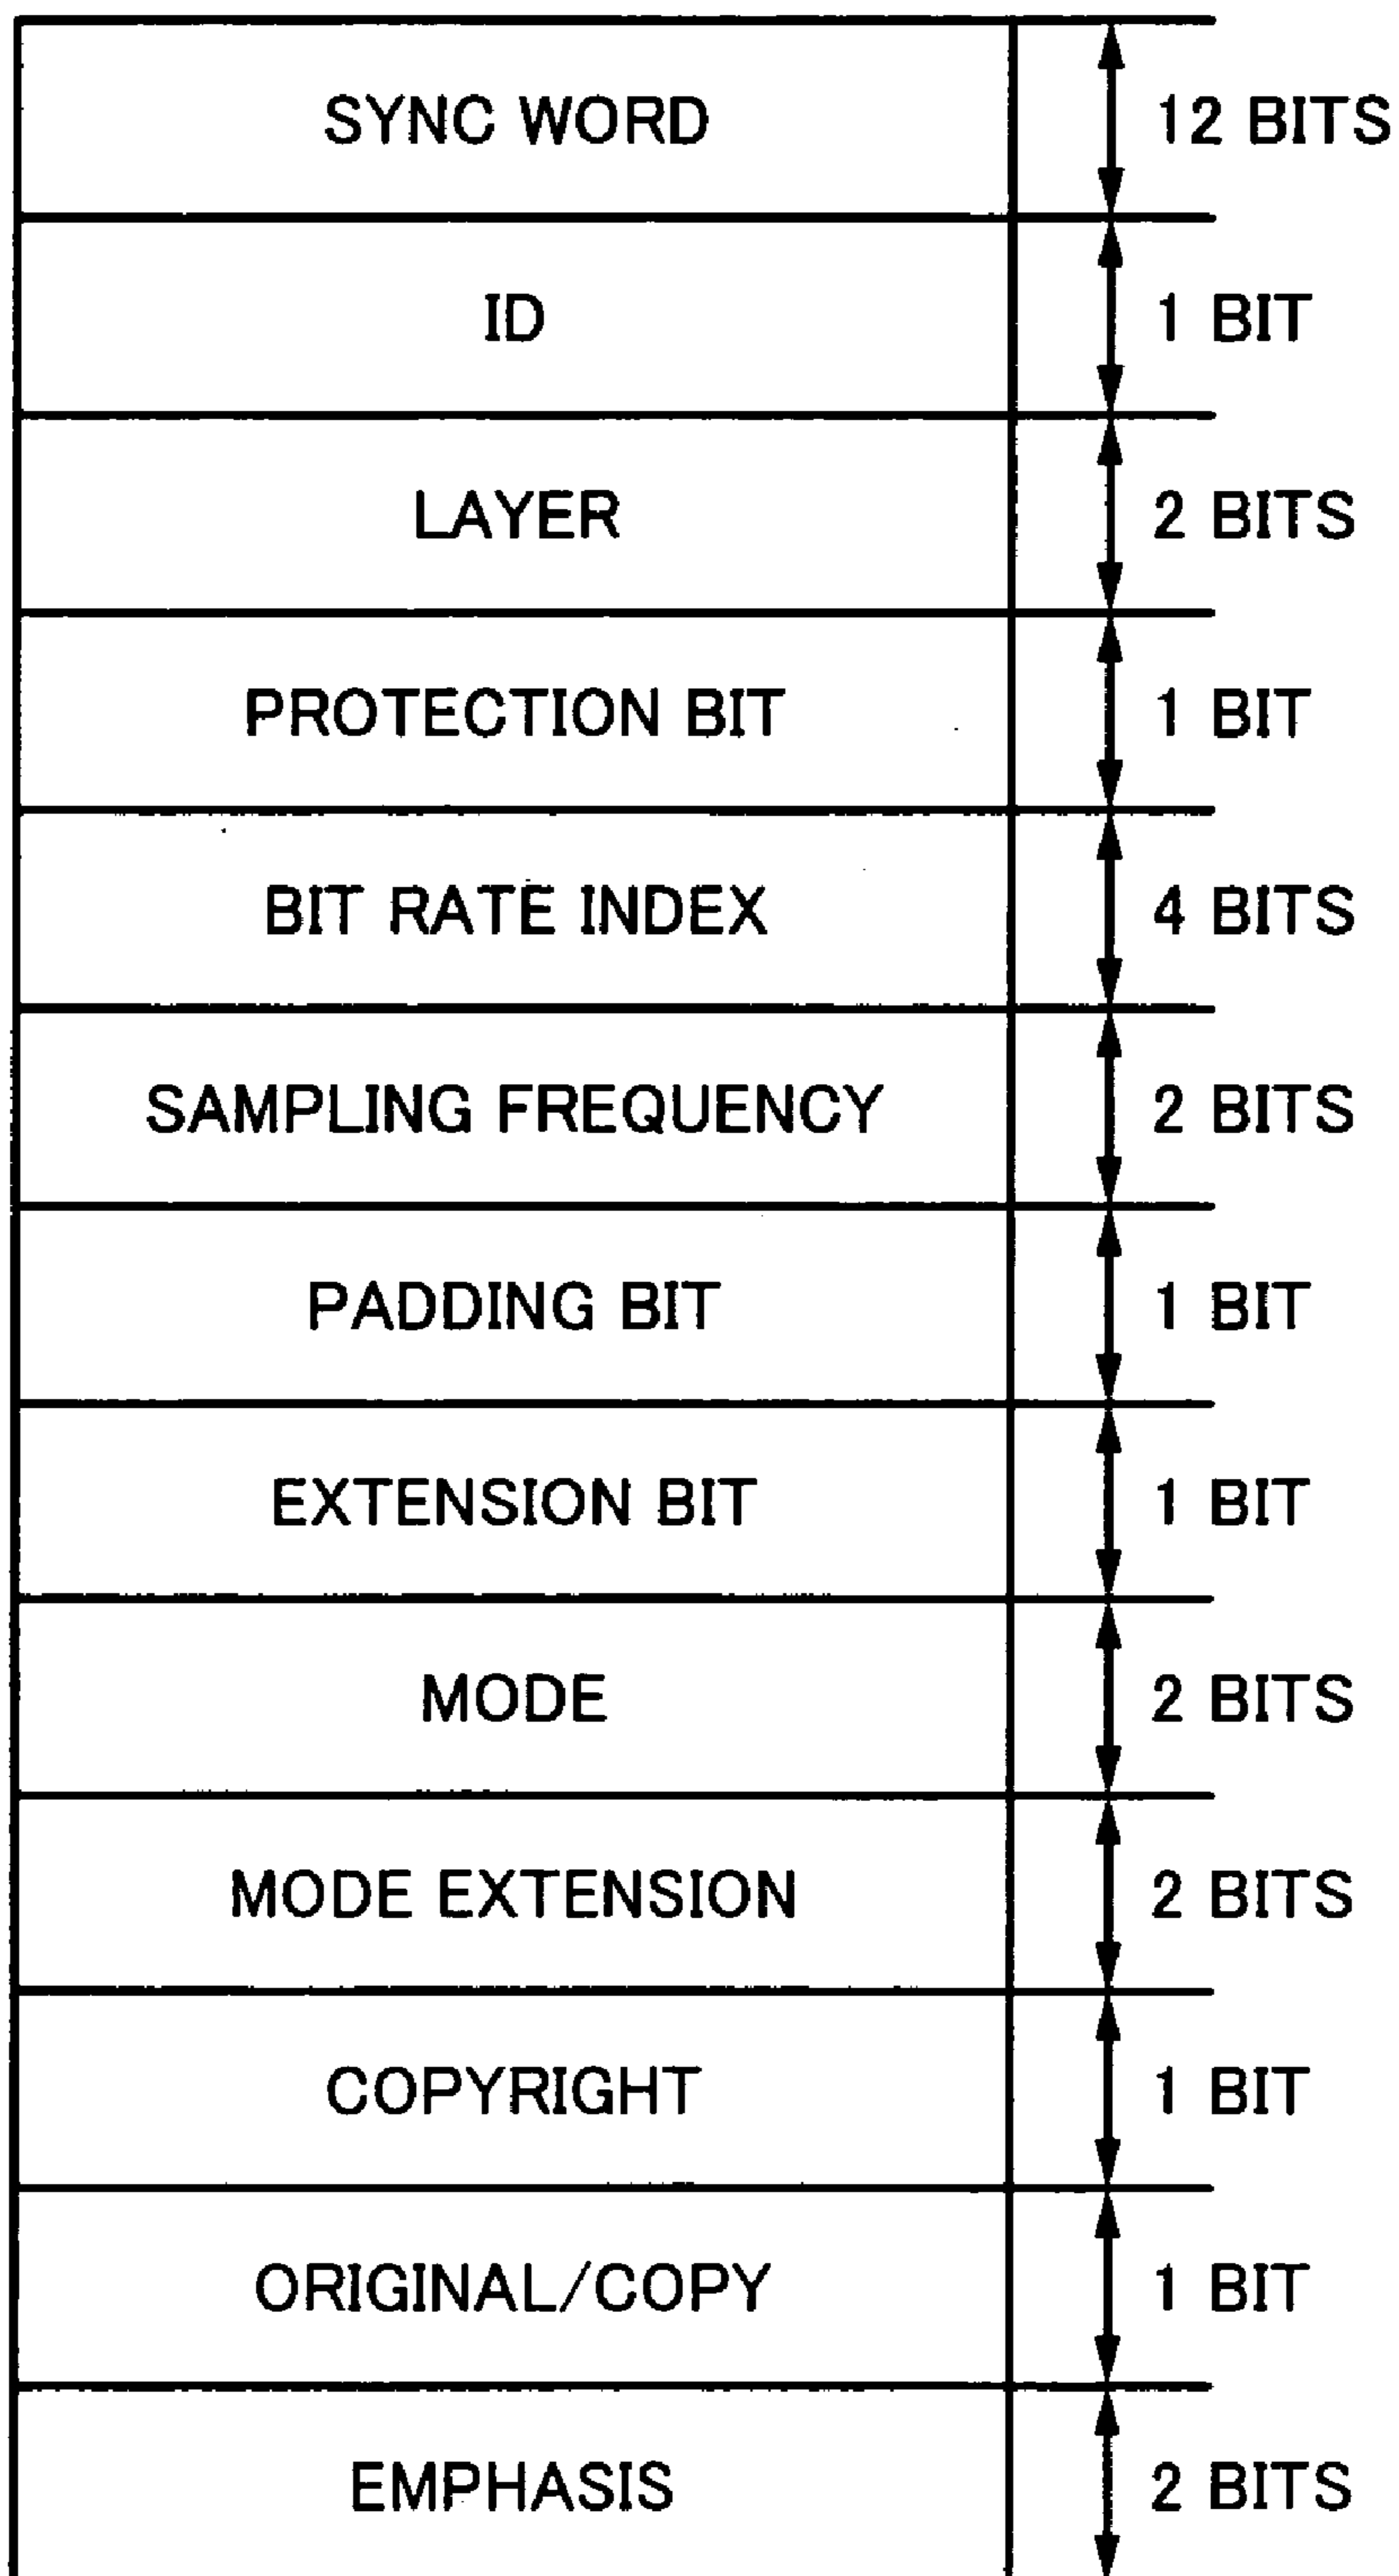 SYNC WORD 12 BITS
ID 1 BIT
LAYER 2 BITS
PROTECTION BIT 1 BIT
BIT RATE INDEX 4 BITS
SAMPLING FREQUENCY 2 BITS
PADDING BIT 1 BIT
EXTENSION BIT 1 BIT
MODE 2 BITS
MODE EXTENSION 2 BITS
COPYRIGHT 1 BIT
ORIGINAL/COPY 1 BIT
EMPHASIS 2 BITS